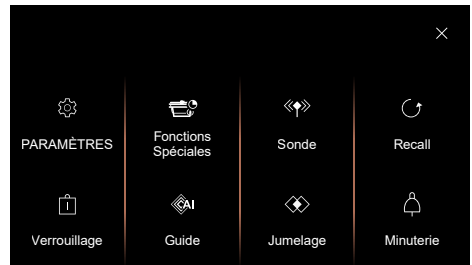 PARAMÈTRES
Fonctions
Spéciales
Sonde
Recall
AI
Verrouillage
Guide
Jumelage
Minuterie